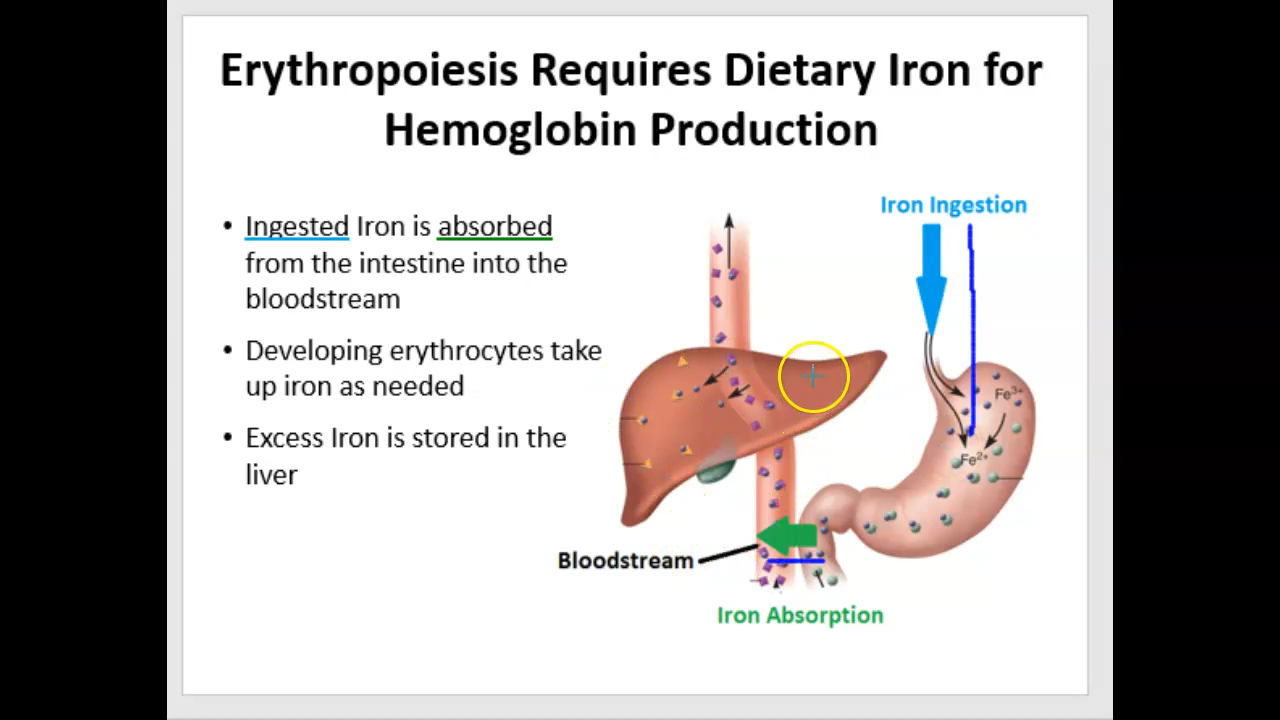 Erythropoiesis Requires Dietary Iron for
Hemoglobin Production
• Ingested Iron is absorbed
from the intestine into the
bloodstream
• Developing erythrocytes take
up iron as needed
• Excess Iron is stored in the
liver
Iron Ingestion
Fe3+
Fe2+
Bloodstream
Iron Absorption